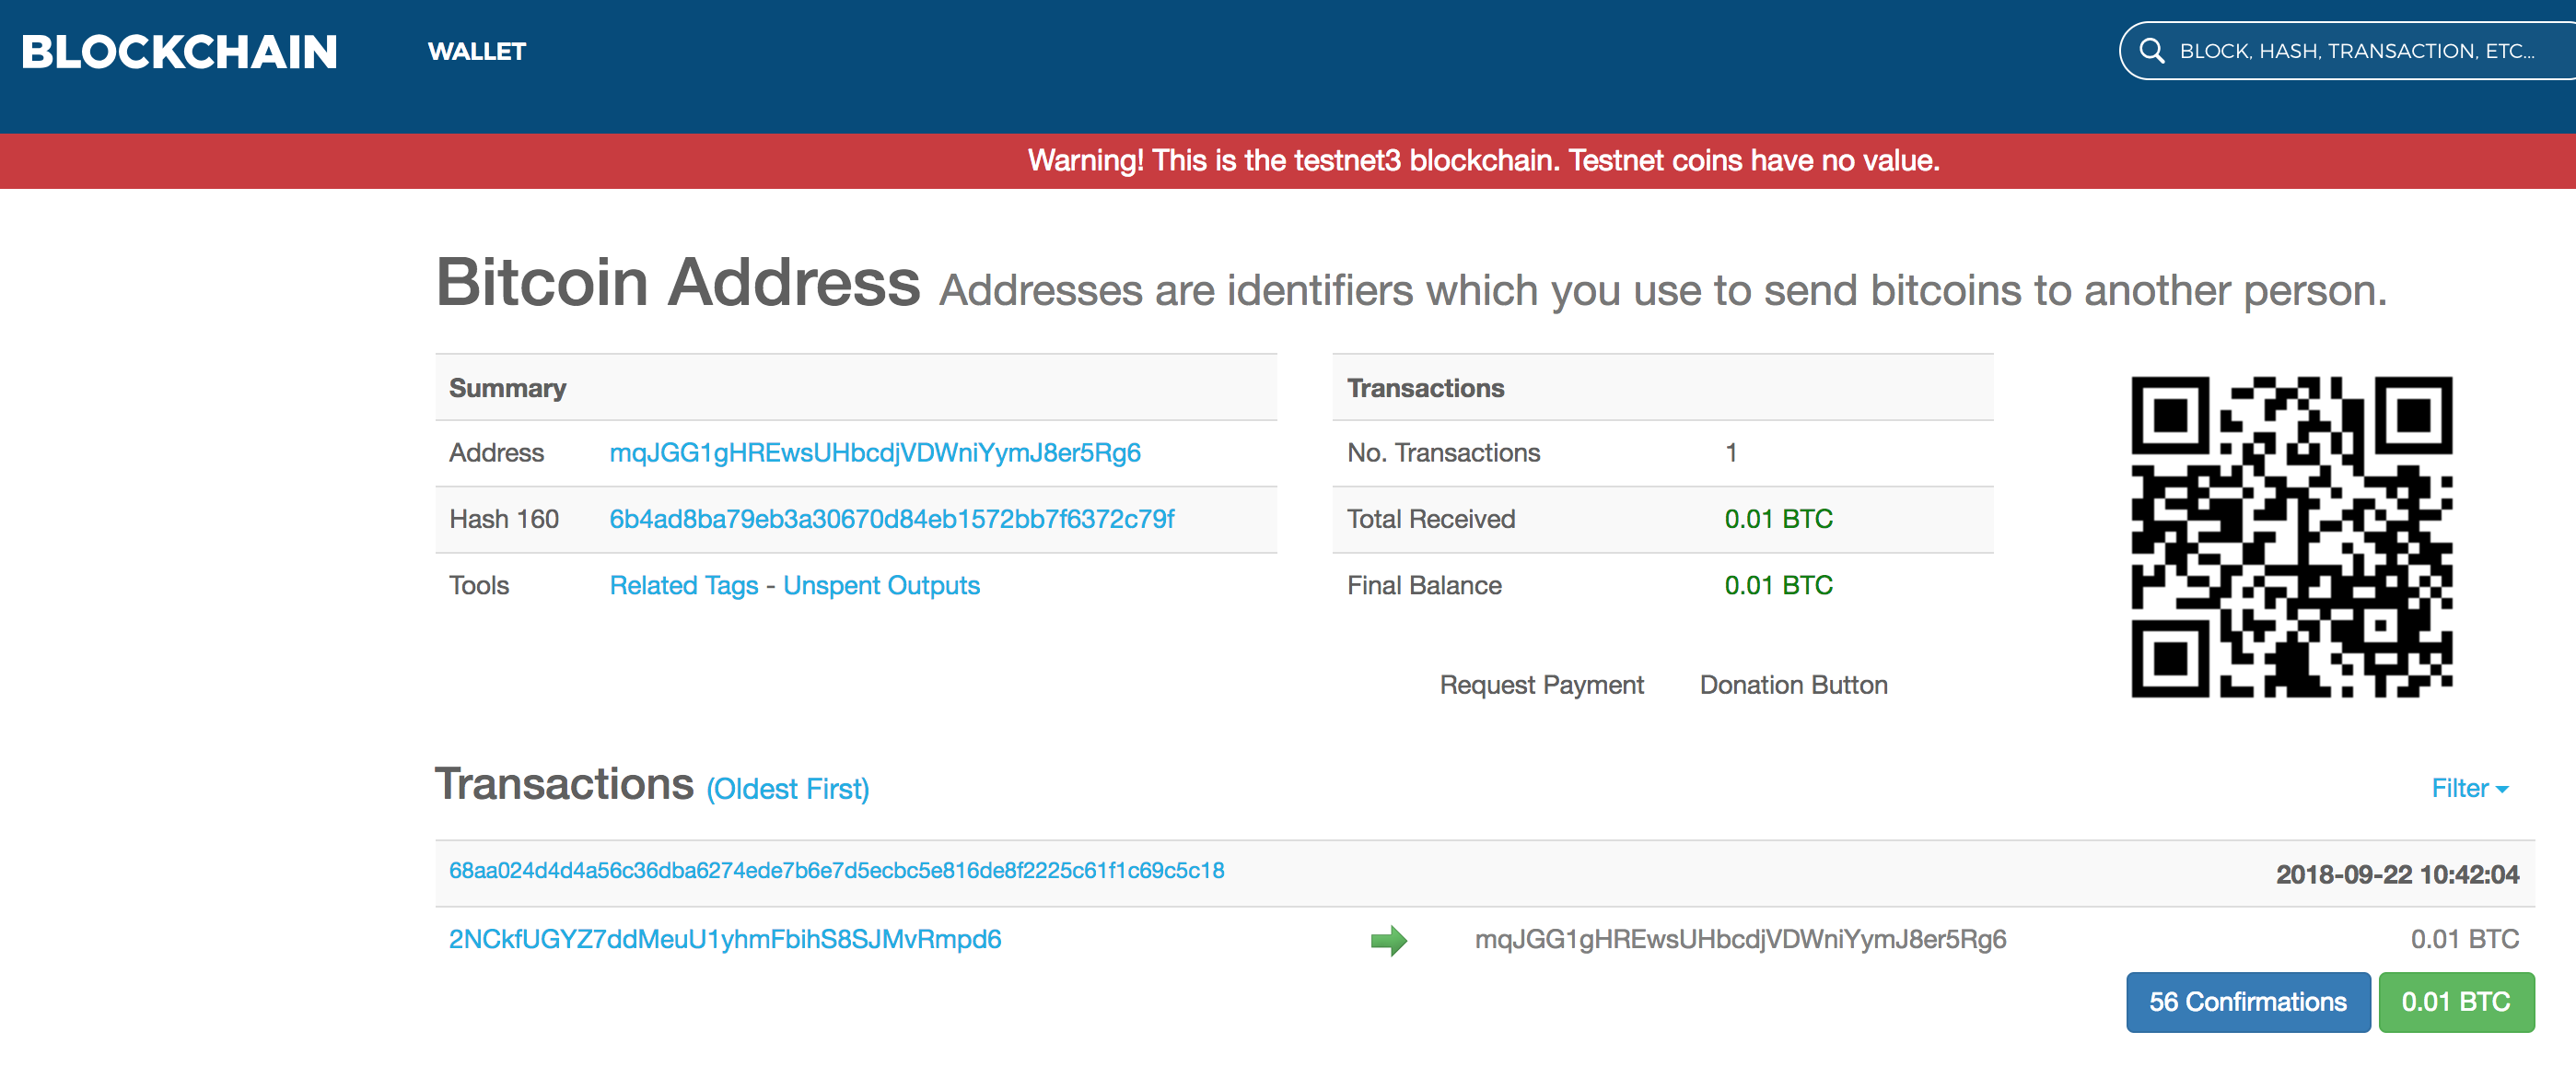 BLOCKCHAIN WALLET BLOCK, HASH, TRANSACTION, ETC...
Warning! This is the testnet3 blockchain. Testnet coins have no value.
Bitcoin Address Addresses are identifiers which you use to send bitcoins to another person.
Summary
Address mqJGG1gHREwsUHbcdjVDWniYymJ8er5Rg6
Hash 160 6b4ad8ba79eb3a30670d84eb1572bb7f6372c79f
Tools Related Tags - Unspent Outputs
Transactions
No. Transactions 1
Total Received 0.01 BTC
Final Balance 0.01 BTC
Request Payment Donation Button
Transactions (Oldest First) Filter
68aa024d4d4a56c36dba6274ede7b6e7d5ecbc5e816de8f2225c61f1c69c5c18 2018-09-22 10:42:04
2NCkfUGYZ7ddMeuU1yhmFbihS8SJMvRmpd6 mqJGG1gHREwsUHbcdjVDWniYymJ8er5Rg6 0.01 BTC
56 Confirmations 0.01 BTC